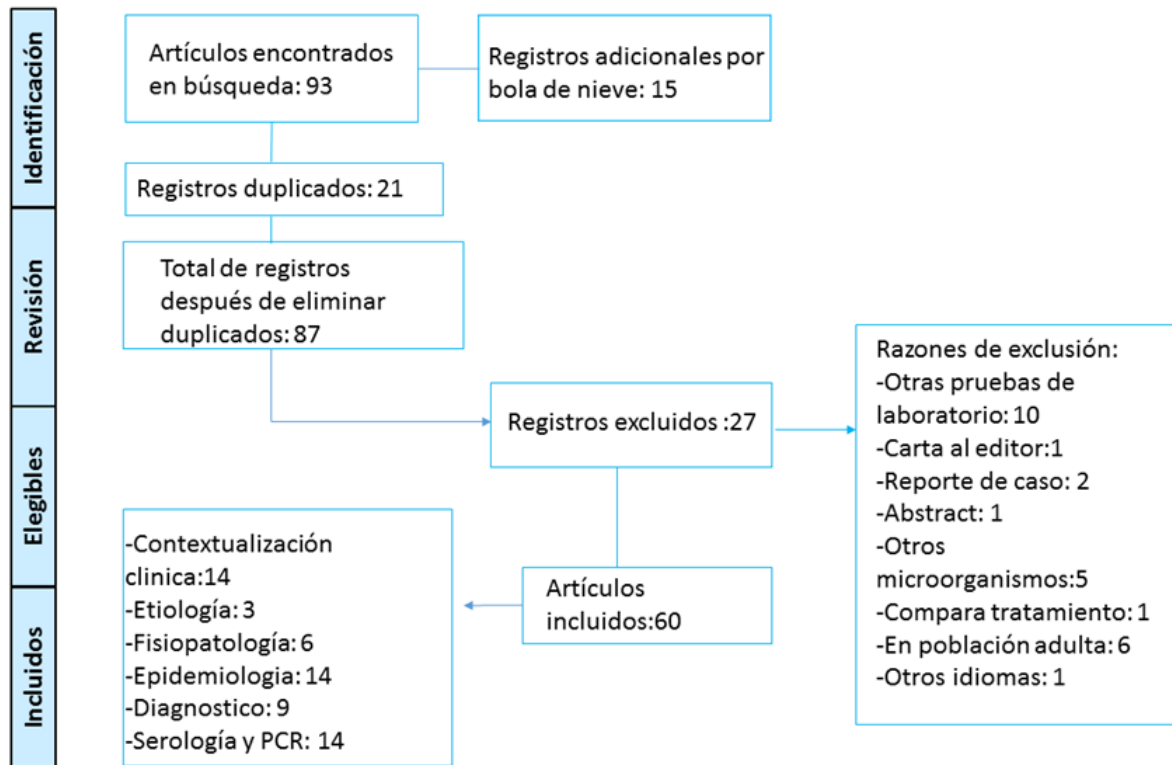 Identificación
Artículos encontrados
en búsqueda: 93
Registros adicionales por
bola de nieve: 15
Registros duplicados: 21
Revisión
Total de registros
después de eliminar
duplicados: 87
Elegibles
Registros excluidos :27
Razones de exclusión:
-Otras pruebas de
laboratorio: 10
-Carta al editor:1
-Reporte de caso: 2
-Abstract: 1
-Otros
microorganismos:5
-Compara tratamiento: 1
-En población adulta: 6
-Otros idiomas: 1
Incluidos
Artículos
incluidos:60
-Contextualización
clinica:14
-Etiología: 3
-Fisiopatología: 6
-Epidemiologia: 14
-Diagnostico: 9
-Serología y PCR: 14